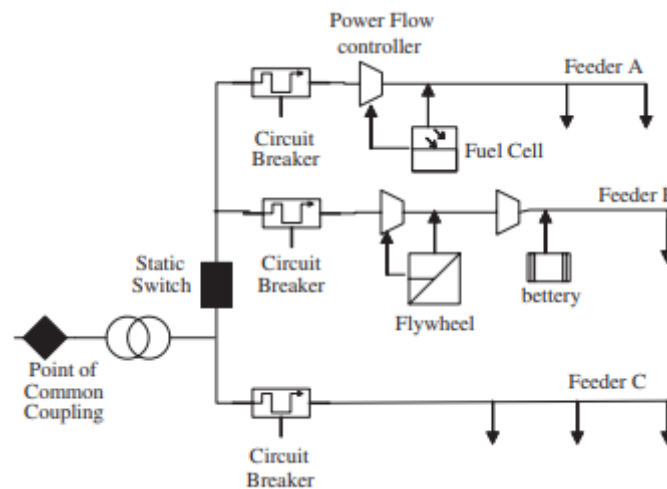 Power Flow
controller
Feeder A
Circuit
Breaker
Fuel Cell
Feeder B
Static
Switch
Circuit
Breaker
Flywheel
bettery
Point of
Common
Coupling
Feeder C
Circuit
Breaker